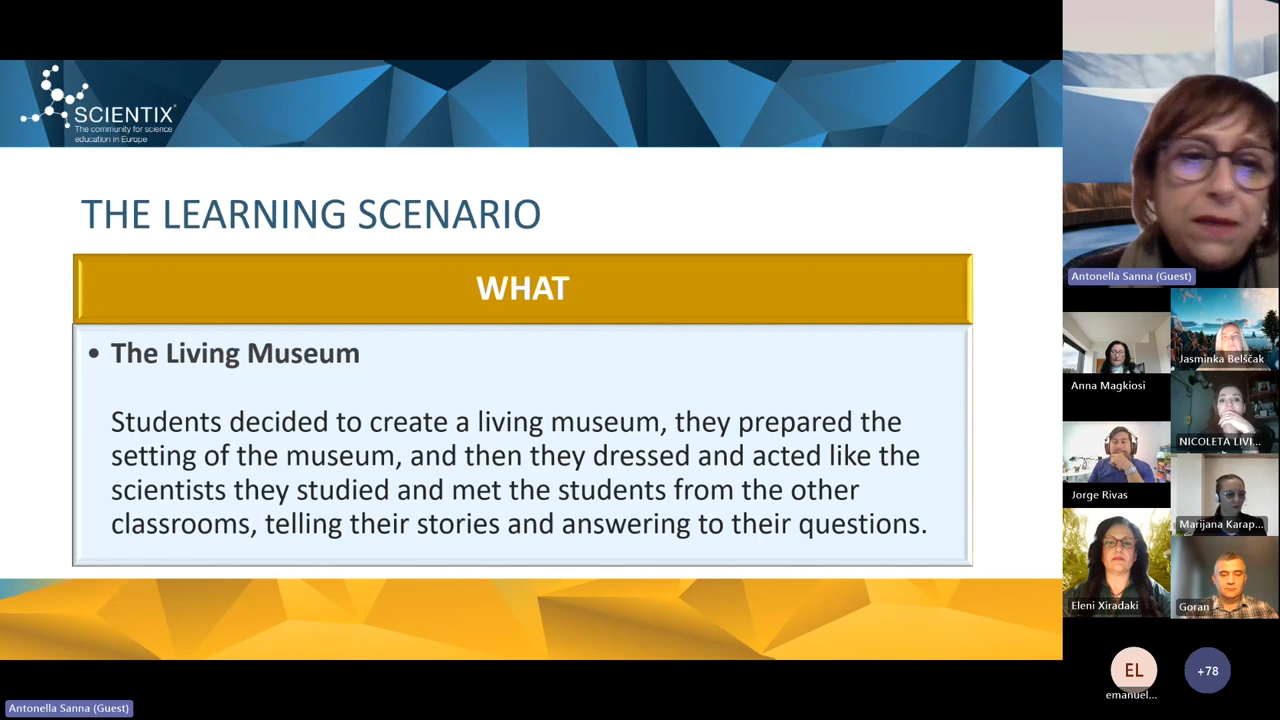 SCIENTIX®
The community for science
education in Europe
THE LEARNING SCENARIO
WHAT
• The Living Museum
Students decided to create a living museum, they prepared the
setting of the museum, and then they dressed and acted like the
scientists they studied and met the students from the other
classrooms, telling their stories and answering to their questions.
Antonella Sanna (Guest)
Anna Magkiosi
Jasminka Belščak
NICOLETA LIVI...
Jorge Rivas
Marijana Karap...
Eleni Xiradaki
Goran
EL
emanuel...
+78
Antonella Sanna (Guest)